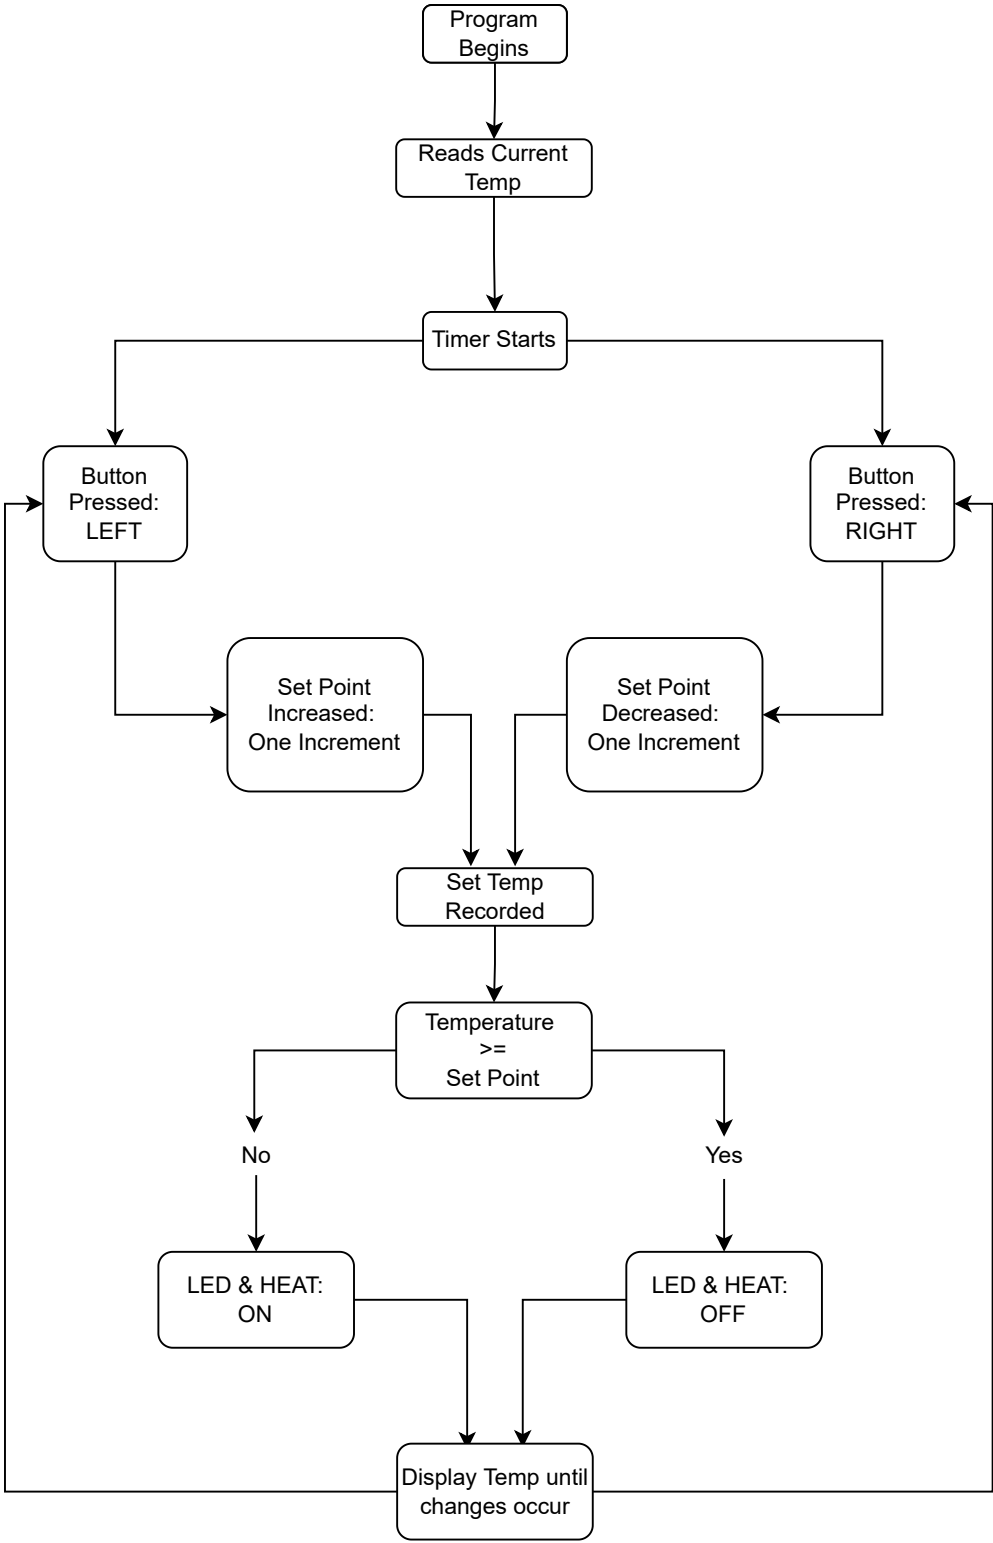 Program
Begins
Reads Current
Temp
Timer Starts
Button
Pressed:
LEFT
Button
Pressed:
RIGHT
Set Point
Increased:
One Increment
Set Point
Decreased:
One Increment
Set Temp
Recorded
Temperature
>=
Set Point
No
Yes
LED & HEAT:
ON
LED & HEAT:
OFF
Display Temp until
changes occur